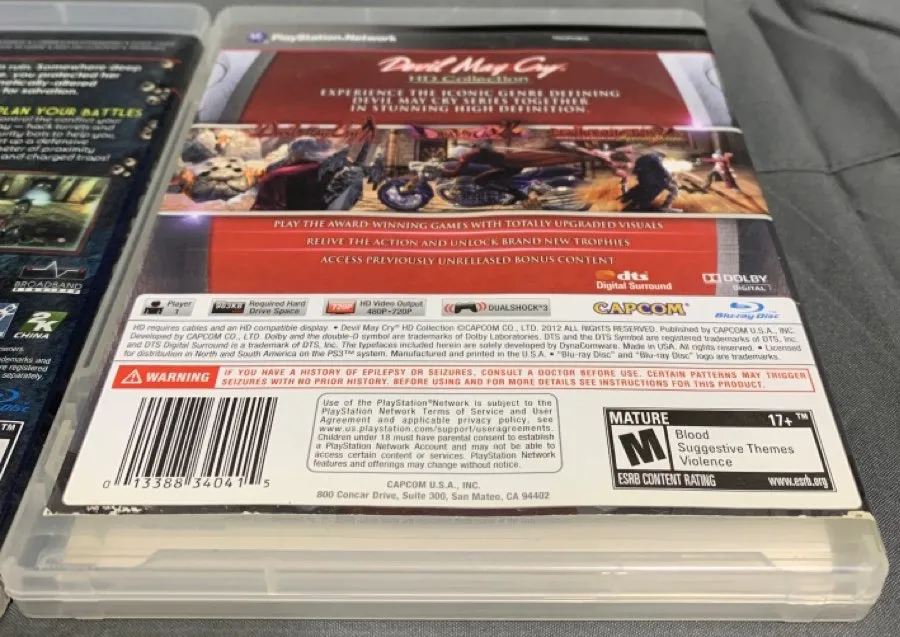 ruin. Somewhere deep
you protected her
for salvation.
PLAN YOUR BATTLES
and charged traps!
BROADBAND
2K
CHINA
PlayStation Network
Devil May Cry
HD Collection
EXPERIENCE THE ICONIC GENRE DEFINING
DEVIL MAY CRY SERIES TOGETHER
IN STUNNING HIGH DEFINITION.
PLAY THE AWARD-WINNING GAMES WITH TOTALLY UPGRADED VISUALS
RELIVE THE ACTION AND UNLOCK BRAND NEW TROPHIES
ACCESS PREVIOUSLY UNRELEASED BONUS CONTENT
dts
Digital Surround
DOLBY
DIGITAL
Player
1
Required Hard
Drive Space
720P
HD Video Output
480P-720P
DUALSHOCK®3
CAPCOM
Blu-ray Disc
HD requires cables and an HD compatible display. • Devil May Cry® HD Collection ©CAPCOM CO., LTD. 2012 ALL RIGHTS RESERVED. Published by CAPCOM U.S.A., INC.
Developed by CAPCOM CO., LTD. Dolby and the double-D symbol are trademarks of Dolby Laboratories. DTS and the DTS Symbol are registered trademarks of DTS, Inc.
and DTS Digital Surround is a trademark of DTS, Inc. The typefaces included herein are solely developed by DynaComware. Made in USA. All rights reserved. • Licensed
for distribution in North and South America on the PS3™ system. Manufactured and printed in the U.S.A. • "Blu-ray Disc" and "Blu-ray Disc" logo are trademarks.
WARNING
IF YOU HAVE A HISTORY OF EPILEPSY OR SEIZURES, CONSULT A DOCTOR BEFORE USE. CERTAIN PATTERNS MAY TRIGGER
SEIZURES WITH NO PRIOR HISTORY. BEFORE USING AND FOR MORE DETAILS SEE INSTRUCTIONS FOR THIS PRODUCT.
Use of the PlayStation®Network is subject to the
PlayStation Network Terms of Service and User
Agreement and applicable privacy policy, see
www.us.playstation.com/support/useragreements.
Children under 18 must have parental consent to establish
a PlayStation Network Account and may not be able to
access certain content or services. PlayStation Network
features and offerings may change without notice.
0 13388 34041 5
CAPCOM U.S.A., INC.
800 Concar Drive, Suite 300, San Mateo, CA 94402
MATURE 17+ ™
M
Blood
Suggestive Themes
Violence
ESRB CONTENT RATING www.esrb.org